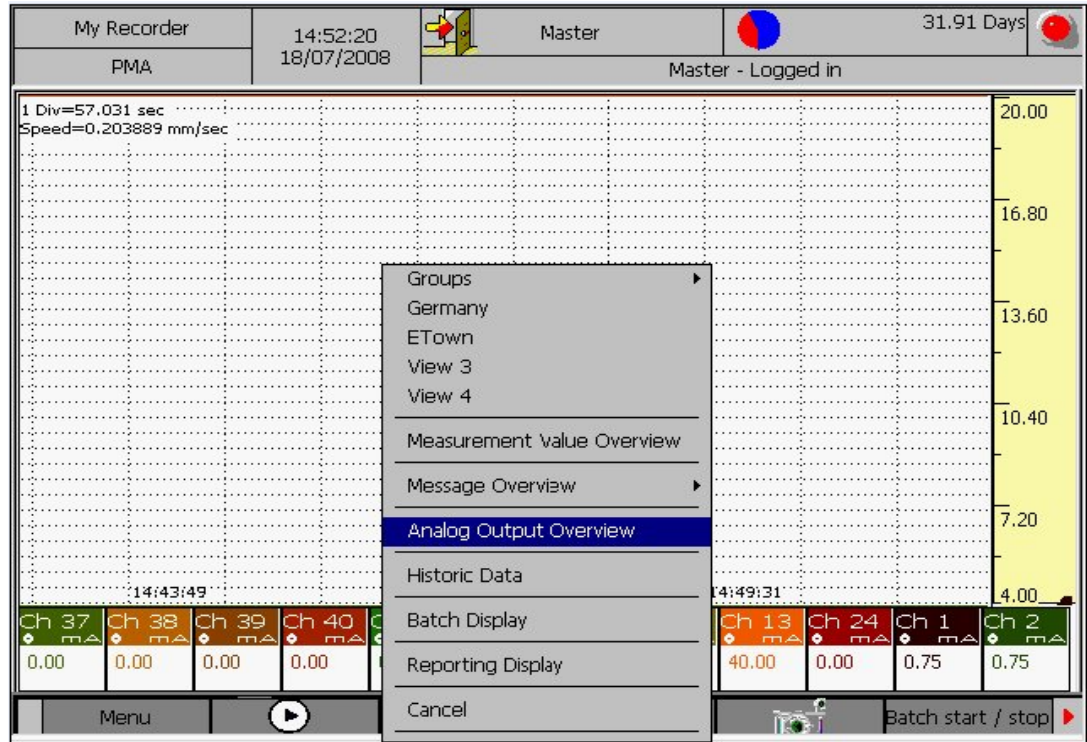 My Recorder
PMA
14:52:20
18/07/2008
Master
31.91 Days
Master - Logged in
1 Div=57.031 sec
Speed=0.203889 mm/sec
20.00
16.80
13.60
10.40
7.20
4.00
Groups
Germany
ETown
View 3
View 4
Measurement Value Overview
Message Overview
Analog Output Overview
Historic Data
Batch Display
Reporting Display
Cancel
14:43:49
14:49:31
Ch 37 mA 0.00
Ch 38 mA 0.00
Ch 39 mA 0.00
Ch 40 mA 0.00
Ch 13 mA 40.00
Ch 24 mA 0.00
Ch 1 mA 0.75
Ch 2 mA 0.75
Menu
Batch start / stop